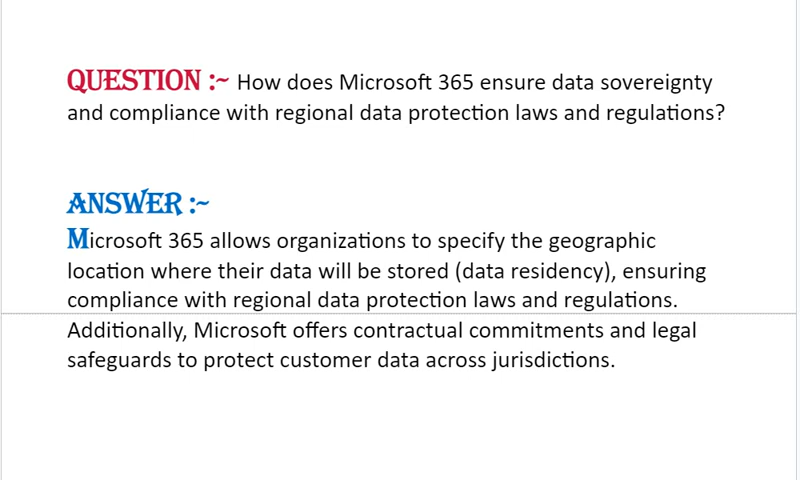 QUESTION :~ How does Microsoft 365 ensure data sovereignty
and compliance with regional data protection laws and regulations?
ANSWER :~
Microsoft 365 allows organizations to specify the geographic
location where their data will be stored (data residency), ensuring
compliance with regional data protection laws and regulations.
Additionally, Microsoft offers contractual commitments and legal
safeguards to protect customer data across jurisdictions.